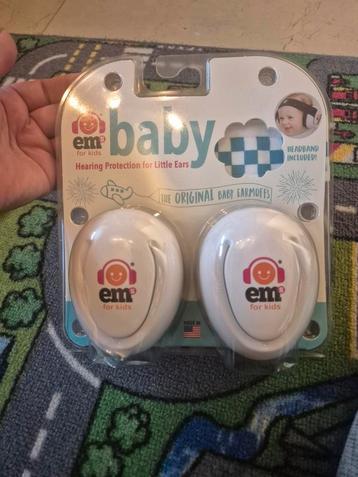 em's
for kids
baby
Hearing Protection for Little Ears
HEADBAND
INCLUDED!
THE ORIGINAL BABY EARMUFFS
em's
for kids
em's
for kids
MADE IN